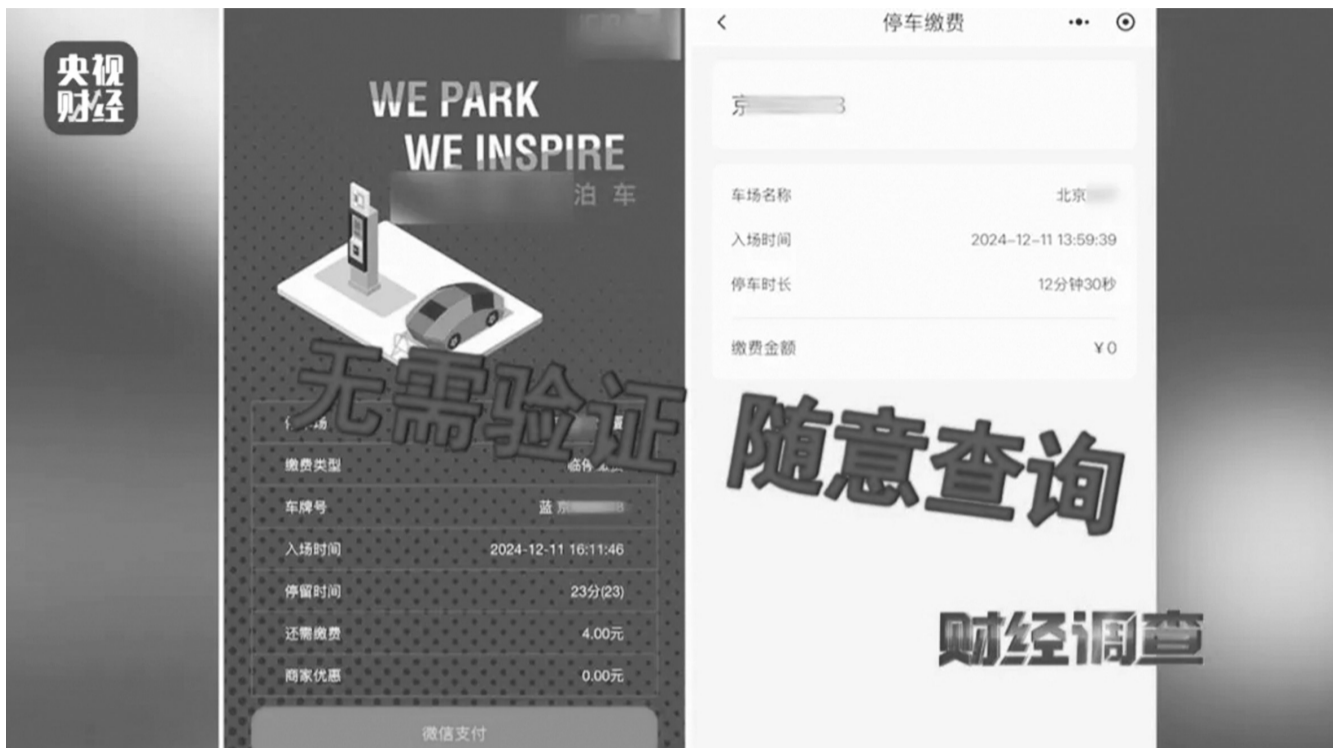 央视
财经
WE PARK
WE INSPIRE
泊车
无需验证
缴费类型
车牌号 蓝 京
入场时间 2024-12-11 16:11:46
停留时间 23分(23)
还需缴费 4.00元
商家优惠 0.00元
微信支付
停车缴费
京
车场名称 北京
入场时间 2024-12-11 13:59:39
停车时长 12分钟30秒
缴费金额 ¥0
随意查询
财经调查